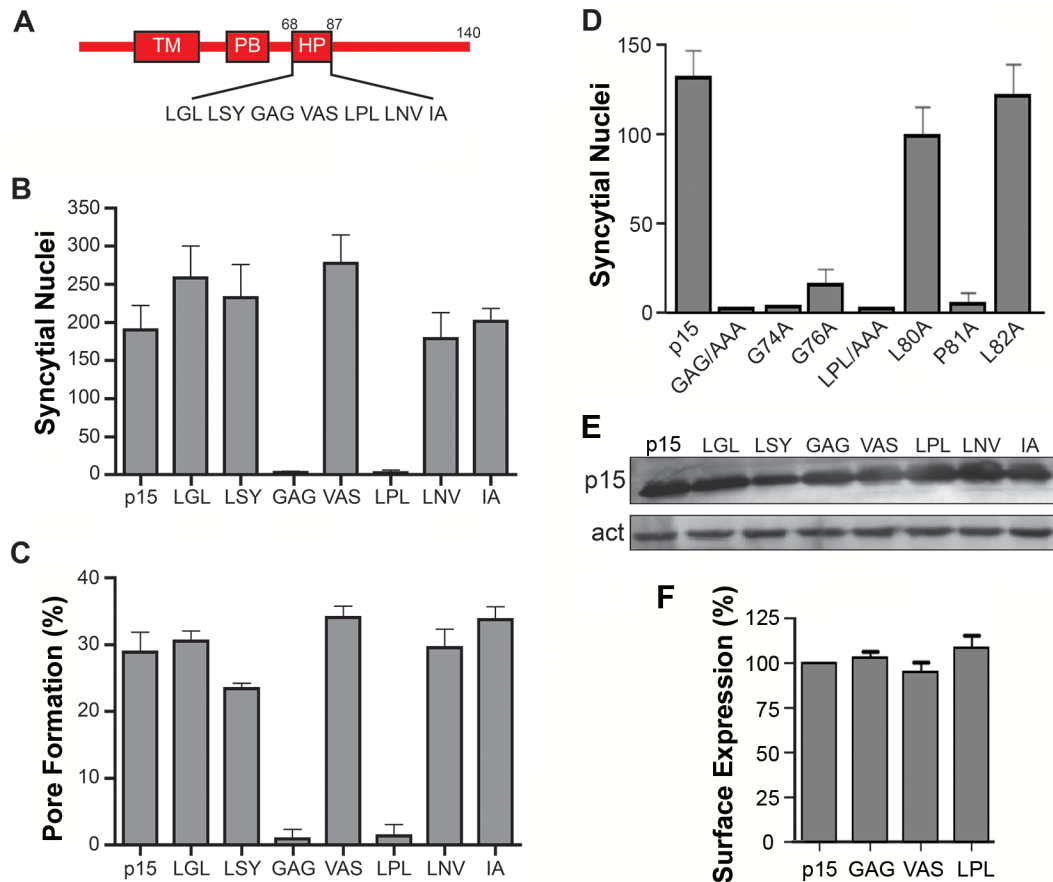 A
68 87 140
TM PB HP
LGL LSY GAG VAS LPL LNV IA
B
Syncytial Nuclei
350
300
250
200
150
100
50
0
p15 LGL LSY GAG VAS LPL LNV IA
C
Pore Formation (%)
40
30
20
10
0
p15 LGL LSY GAG VAS LPL LNV IA
D
Syncytial Nuclei
150
100
50
0
p15 GAG/AAA G74A G76A LPL/AAA L80A P81A L82A
E
p15 LGL LSY GAG VAS LPL LNV IA
p15
act
F
Surface Expression (%)
125
100
75
50
25
0
p15 GAG VAS LPL